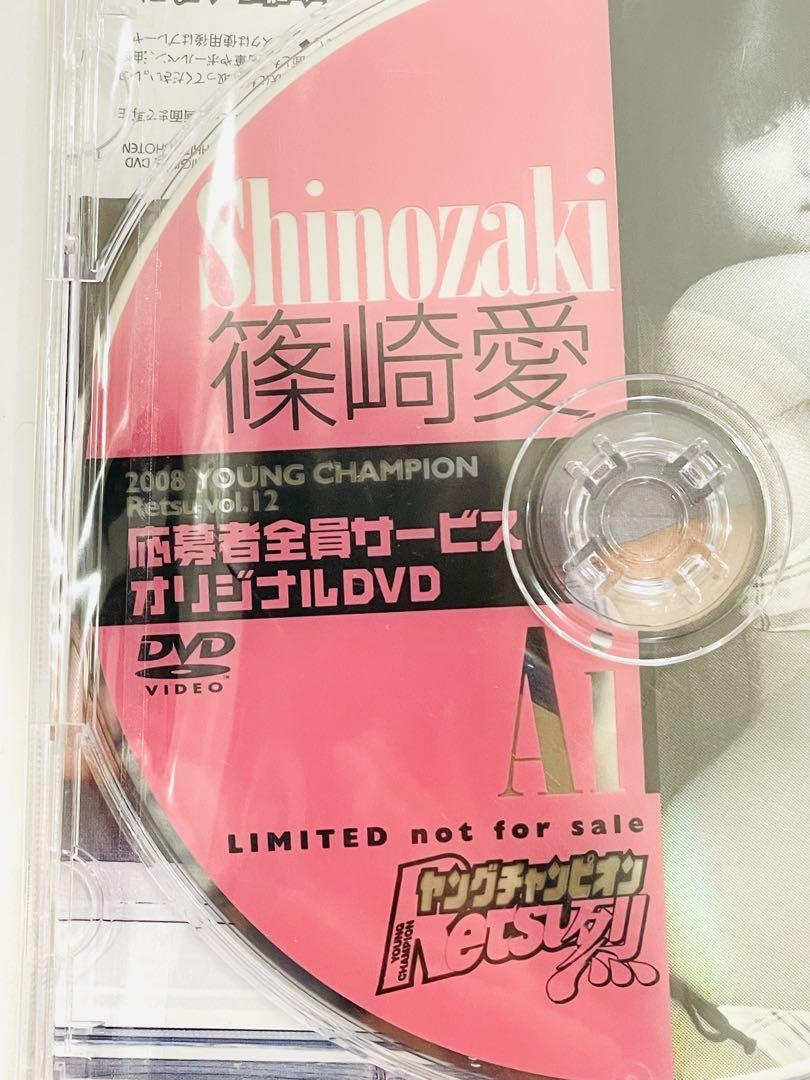 Shinozaki
篠崎愛
2008 YOUNG CHAMPION
Retsu vol.12
応募者全員サービス
オリジナルDVD
DVD
VIDEO
Ai
LIMITED not for sale
ヤングチャンピオン
Retsu烈
YOUNG
CHAMPION